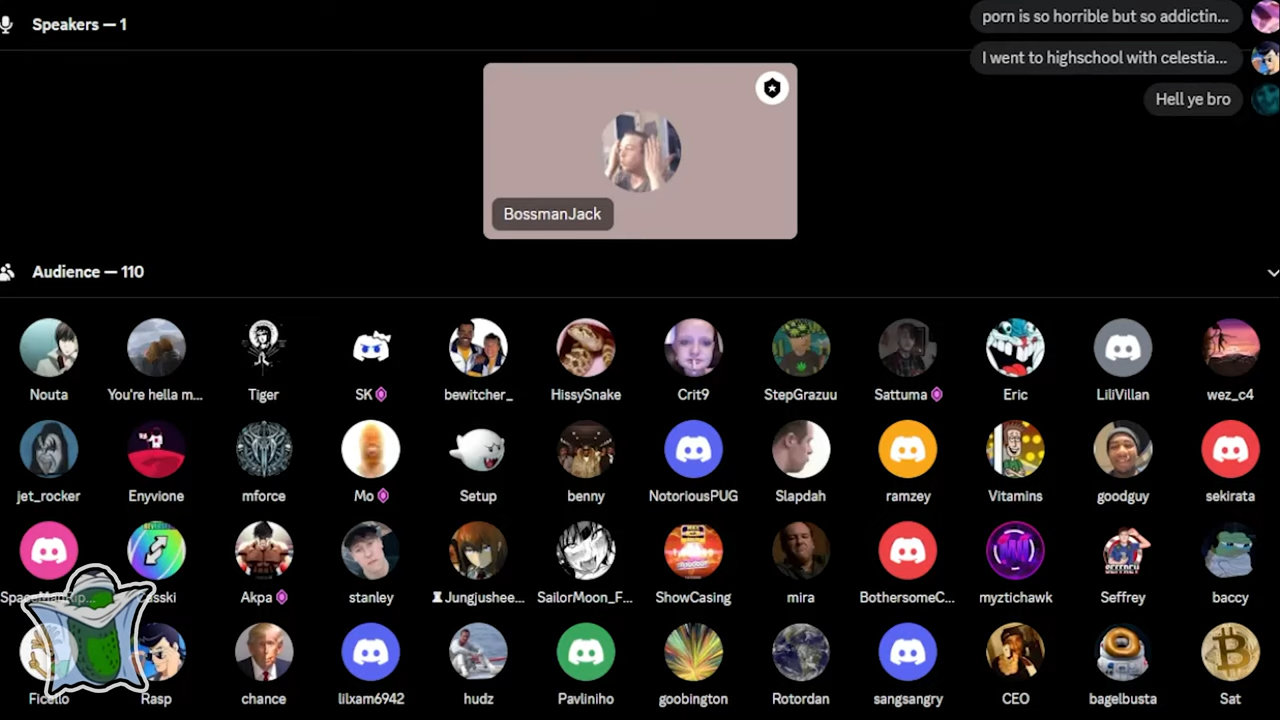 Speakers — 1
porn is so horrible but so addictin...
I went to highschool with celestia...
Hell ye bro
BossmanJack
Audience — 110
Nouta
You're hella m...
Tiger
SK
bewitcher_
HissySnake
Crit9
StepGrazuu
Sattuma
Eric
LiliVillan
wez_c4
jet_rocker
Enyvione
mforce
Mo
Setup
benny
NotoriousPUG
Slapdah
ramzey
Vitamins
goodguy
sekirata
Akpa
stanley
Jungjushee...
SailorMoon_F...
ShowCasing
mira
BothersomeC...
myztichawk
Seffrey
baccy
Rasp
chance
lilxam6942
hudz
Pavliniho
goobington
Rotordan
sangsangry
CEO
bagelbusta
Sat